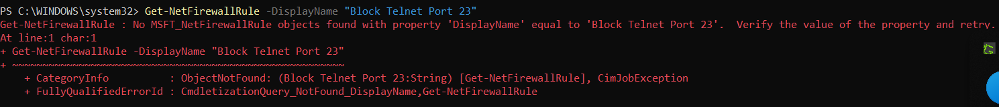 PS C:\WINDOWS\system32> Get-NetFirewallRule -DisplayName "Block Telnet Port 23"
Get-NetFirewallRule : No MSFT_NetFirewallRule objects found with property 'DisplayName' equal to 'Block Telnet Port 23'.  Verify the value of the property and retry.
At line:1 char:1
+ Get-NetFirewallRule -DisplayName "Block Telnet Port 23"
+ ~~~~~~~~~~~~~~~~~~~~~~~~~~~~~~~~~~~~~~~~~~~~~~~~~~~~~~~
    + CategoryInfo          : ObjectNotFound: (Block Telnet Port 23:String) [Get-NetFirewallRule], CimJobException
    + FullyQualifiedErrorId : CmdletizationQuery_NotFound_DisplayName,Get-NetFirewallRule